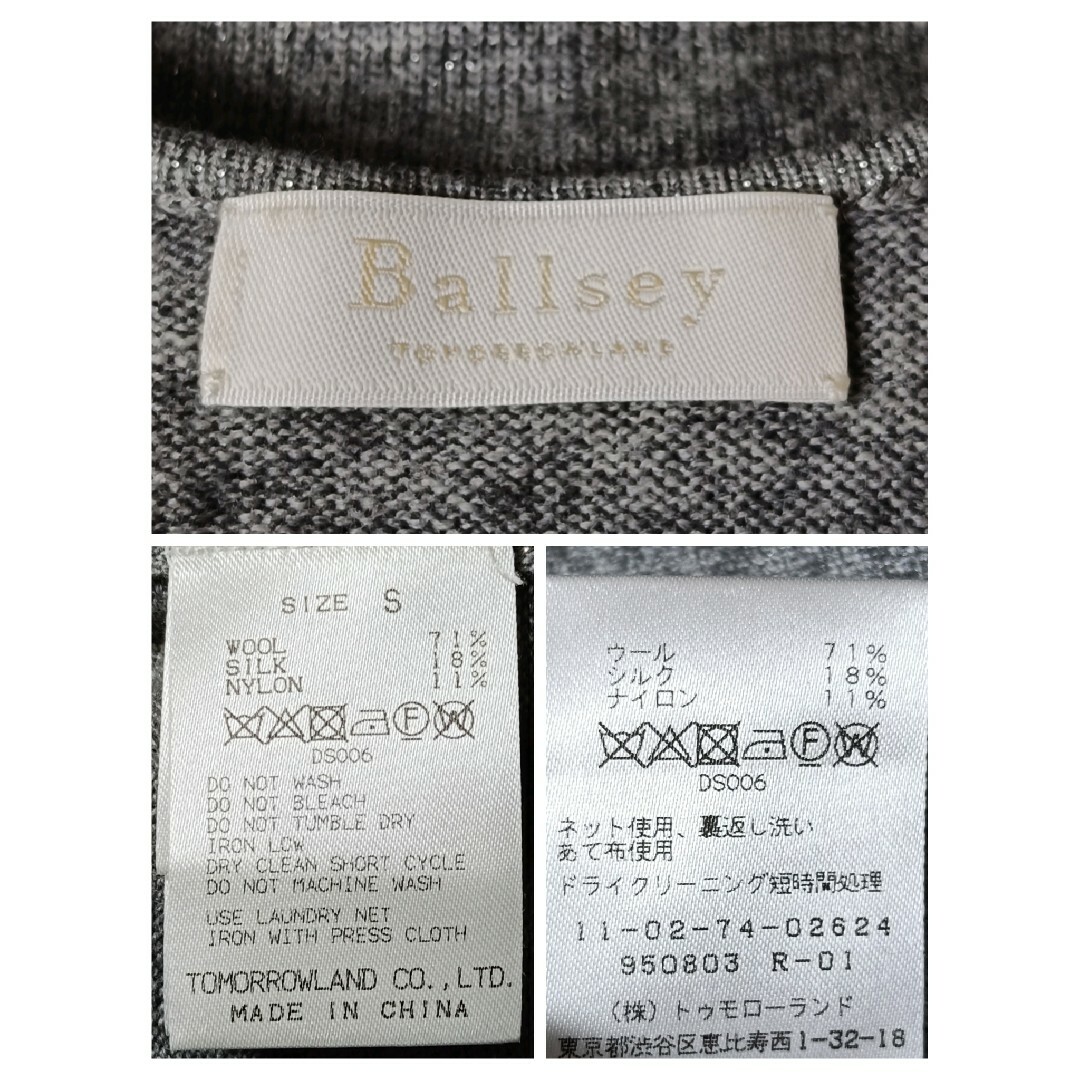 Ballsey
TOMORROWLAND
SIZE S
WOOL 71%
SILK 18%
NYLON 11%
F W
DS006
DO NOT WASH
DO NOT BLEACH
DO NOT TUMBLE DRY
IRON LOW
DRY CLEAN SHORT CYCLE
DO NOT MACHINE WASH
USE LAUNDRY NET
IRON WITH PRESS CLOTH
TOMORROWLAND CO.,LTD.
MADE IN CHINA
ウール 71%
シルク 18%
ナイロン 11%
F W
DS006
ネット使用、裏返し洗い
あて布使用
ドライクリーニング短時間処理
11-02-74-02624
950803 R-01
(株)トゥモローランド
東京都渋谷区恵比寿西1-32-18